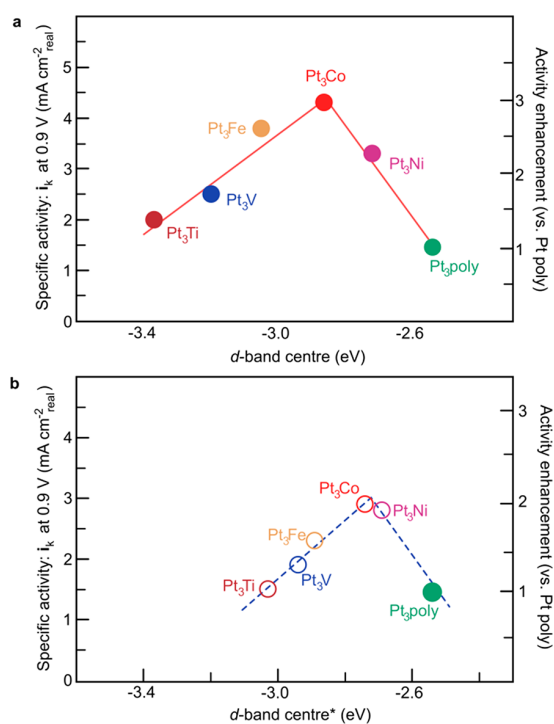 a
Specific activity: iₖ at 0.9 V (mA cm⁻²real)
5
4
3
2
1
0
Pt₃Co
Pt₃Fe
Pt₃Ni
Pt₃V
Pt₃Ti
Pt₃poly
3
2
1
Activity enhancement (vs. Pt poly)
-3.4 -3.0 -2.6
d-band centre (eV)
b
Specific activity: iₖ at 0.9 V (mA cm⁻²real)
4
3
2
1
0
Pt₃Co
Pt₃Ni
Pt₃Fe
Pt₃Ti
Pt₃V
Pt₃poly
3
2
1
Activity enhancement (vs. Pt poly)
-3.4 -3.0 -2.6
d-band centre* (eV)